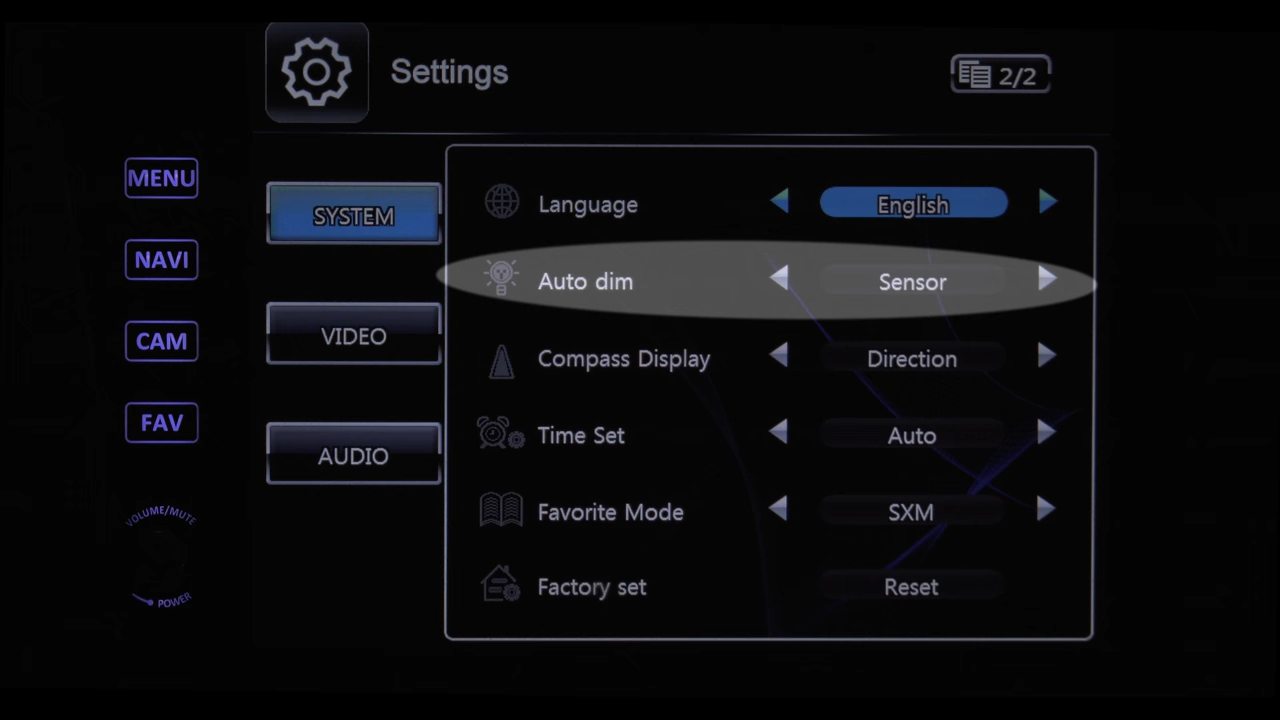 Settings
2/2
MENU
NAVI
CAM
FAV
VOLUME/MUTE
POWER
SYSTEM
VIDEO
AUDIO
Language English
Auto dim Sensor
Compass Display Direction
Time Set Auto
Favorite Mode SXM
Factory set Reset